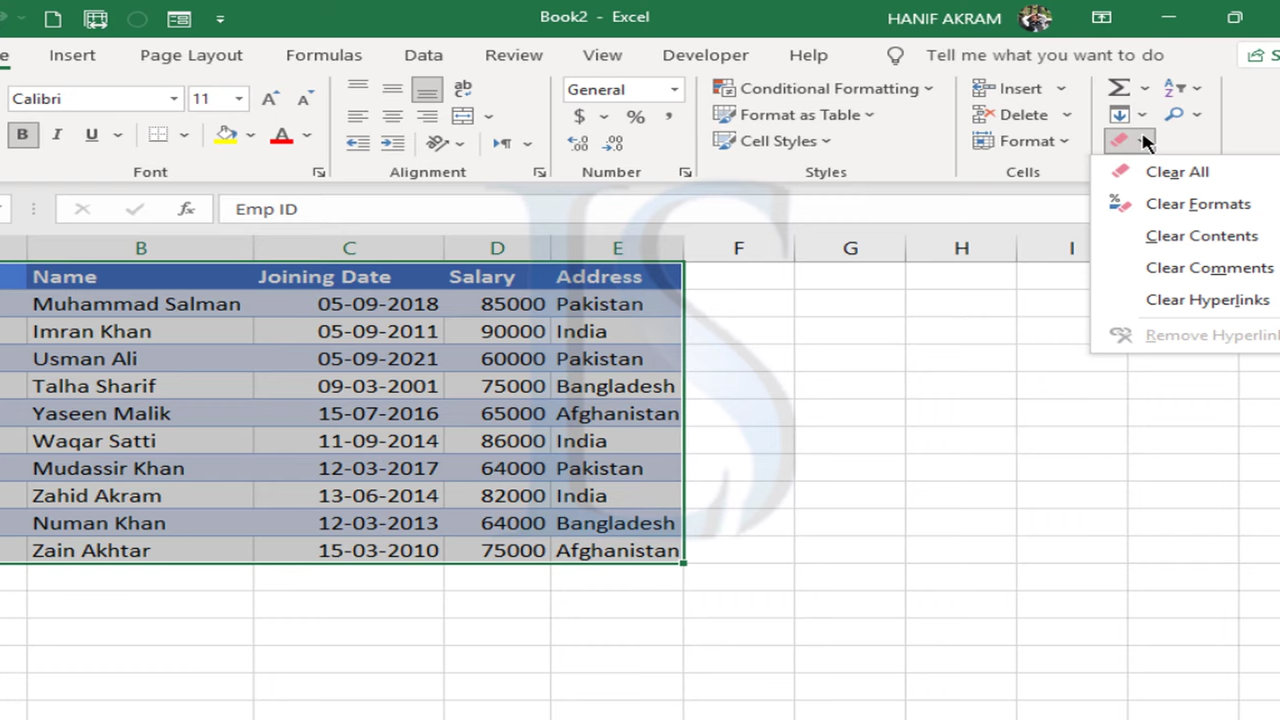 Book2 - Excel
HANIF AKRAM
Insert Page Layout Formulas Data Review View Developer Help Tell me what you want to do
Calibri 11 General Conditional Formatting Insert
Format as Table Delete
B I U $ % Cell Styles Format
Font Alignment Number Styles Cells
Clear All
Clear Formats
Clear Contents
Clear Comments
Clear Hyperlinks
fx Emp ID
B C D E F G H I
Name Joining Date Salary Address
Muhammad Salman 05-09-2018 85000 Pakistan
Imran Khan 05-09-2011 90000 India
Usman Ali 05-09-2021 60000 Pakistan
Talha Sharif 09-03-2001 75000 Bangladesh
Yaseen Malik 15-07-2016 65000 Afghanistan
Waqar Satti 11-09-2014 86000 India
Mudassir Khan 12-03-2017 64000 Pakistan
Zahid Akram 13-06-2014 82000 India
Numan Khan 12-03-2013 64000 Bangladesh
Zain Akhtar 15-03-2010 75000 Afghanistan
Remove Hyperlin